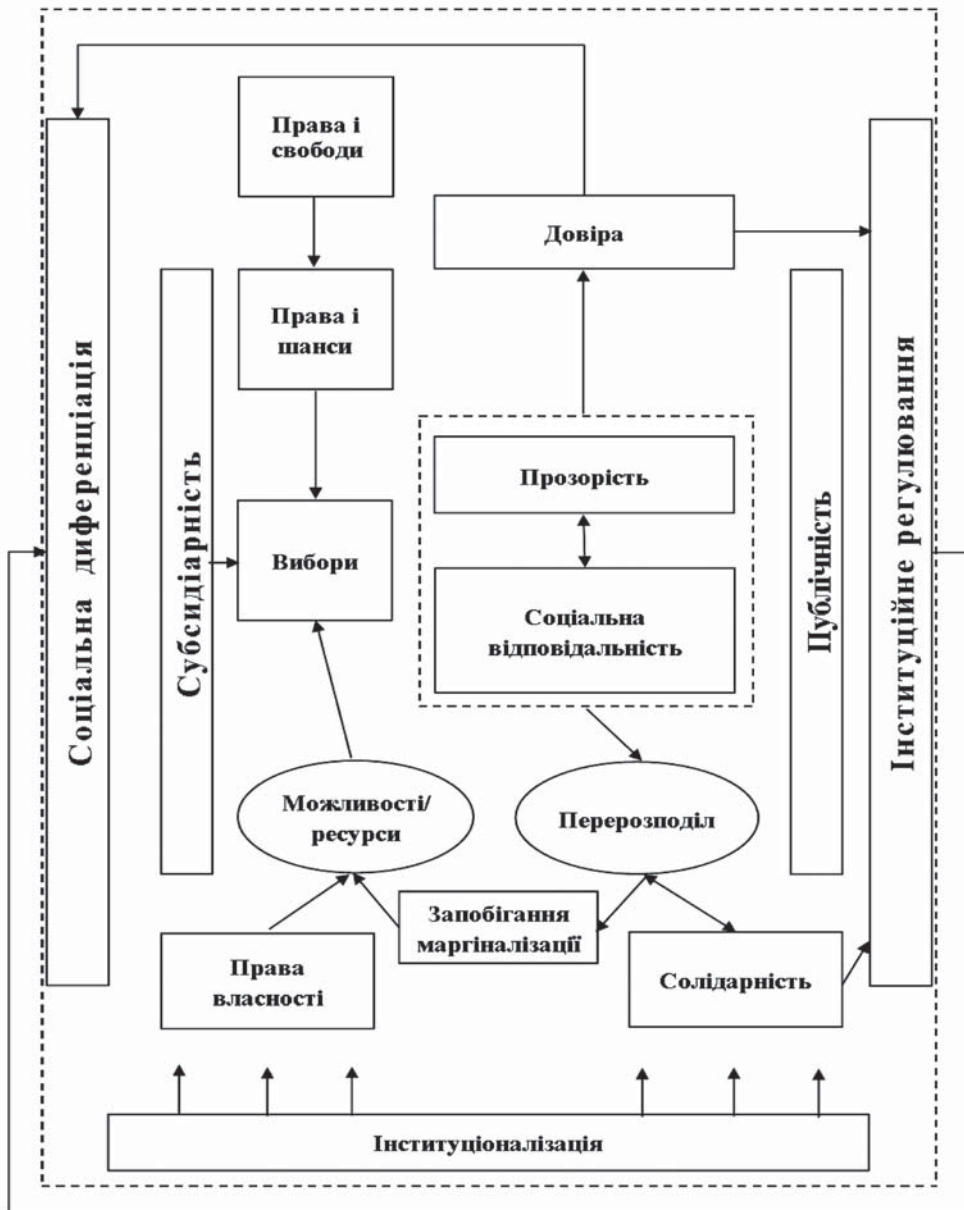 Права і
свободи
Довіра
Права і
шанси
Соціальна диференціація
Субсидіарність
Прозорість
Вибори
Соціальна
відповідальність
Публічність
Інституційне регулювання
Можливості/
ресурси
Перерозподіл
Запобігання
маргіналізації
Права
власності
Солідарність
Інституціоналізація